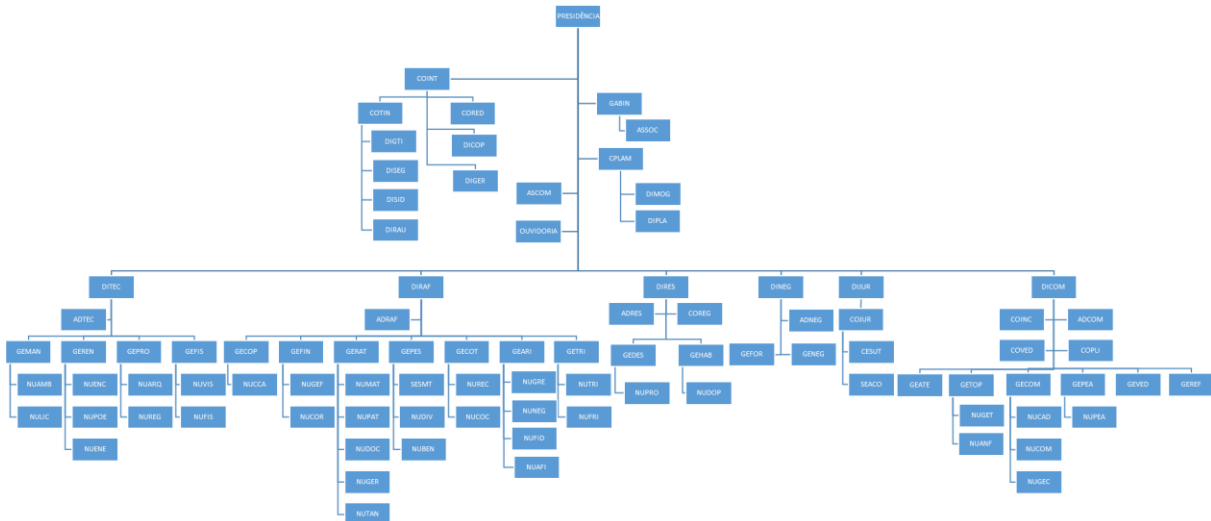 PRESIDÊNCIA
COINT
COTIN
CORED
GABIN
ASSOC
DIGTI
DICOP
CPLAM
DISEG
DIGER
ASCOM
DIMOG
DISID
DIPLA
DIRAU
OUVIDORIA
DITEC
DIRAF
DIRES
DINEG
DIJUR
DICOM
ADTEC
ADRAF
ADRES
COREG
ADNEG
COJUR
COINC
ADCOM
GEMAN
GEREN
GEPRO
GEFIS
GECOP
GEFIN
GERAT
GEPES
GECOT
GEARI
GETRI
GEDES
GEHAB
GEFOR
GENEG
CESUT
COVED
COPLI
NUAMB
NUENC
NUARQ
NUVIS
NUCCA
NUGEF
NUMAT
SESMT
NUREC
NUGRE
NUTRI
NUPRO
NUDOP
SEACO
GEATE
GETOP
GECOM
GEPEA
GEVED
GEREF
NULIC
NUPOE
NUREG
NUFIS
NUCOR
NUPAT
NUDIV
NUCOC
NUNEG
NUFRI
NUGET
NUCAD
NUPEA
NUENE
NUDOC
NUBEN
NUFIO
NUANF
NUCOM
NUGER
NUAFI
NUGEC
NUTAN